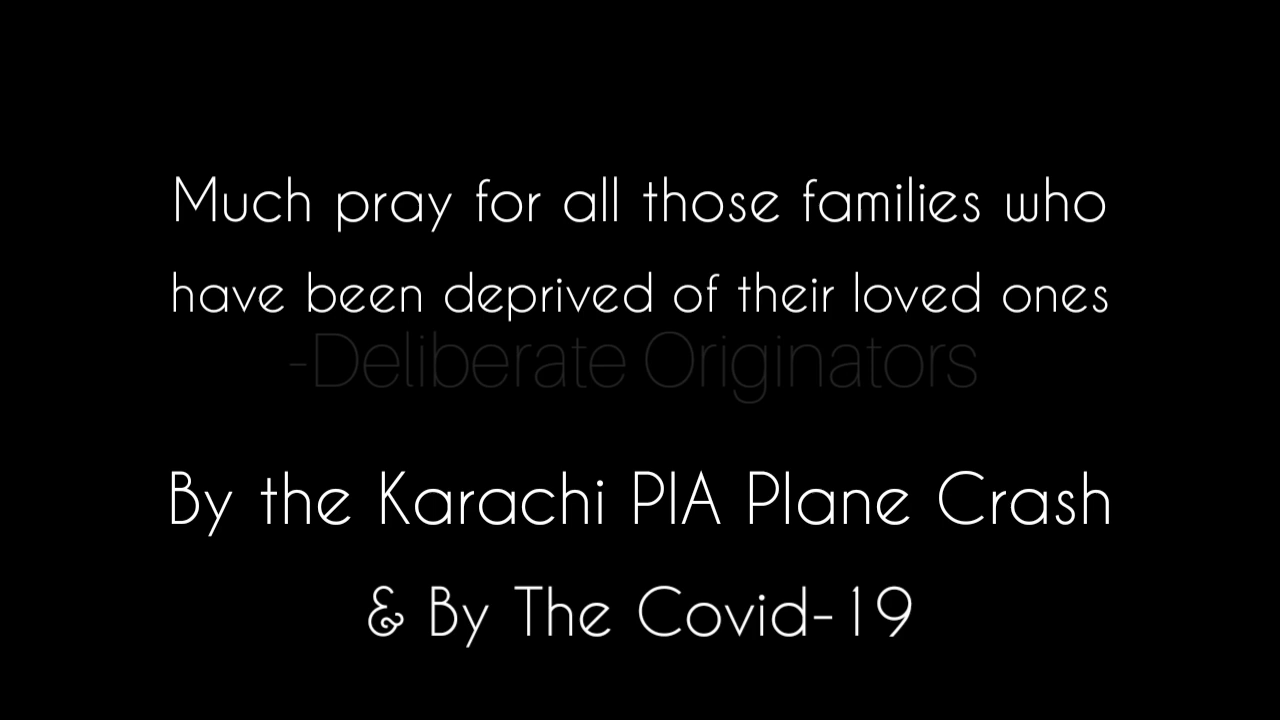 Much pray for all those families who
have been deprived of their loved ones
-Deliberate Originators
By the Karachi PIA Plane Crash
& By The Covid-19